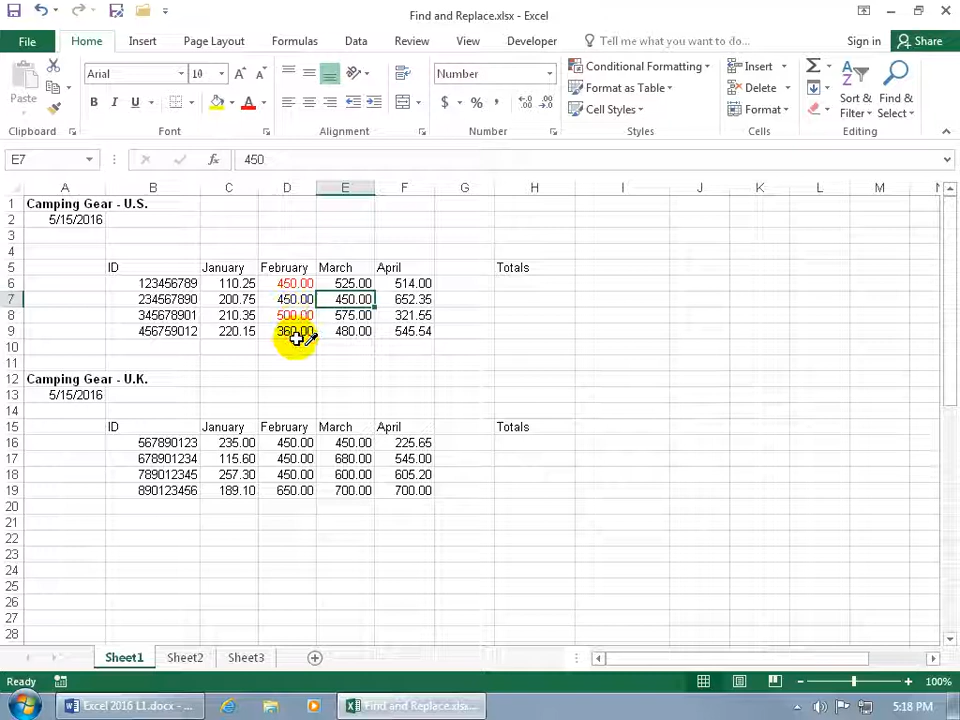 Find and Replace.xlsx - Excel
File Home Insert Page Layout Formulas Data Review View Developer Tell me what you want to do... Sign in Share
Paste
Arial 10
B I U A
Number
$ %
Conditional Formatting
Format as Table
Cell Styles
Insert
Delete
Format
Sort & Filter
Find & Select
Clipboard Font Alignment Number Styles Cells Editing
E7 fx 450
A B C D E F G H I J K L M N
1 Camping Gear - U.S.
2 5/15/2016
3
4
5 ID January February March April Totals
6 123456789 110.25 450.00 525.00 514.00
7 234567890 200.75 450.00 450.00 652.35
8 345678901 210.35 500.00 575.00 321.55
9 456759012 220.15 360.00 480.00 545.54
10
11
12 Camping Gear - U.K.
13 5/15/2016
14
15 ID January February March April Totals
16 567890123 235.00 450.00 450.00 225.65
17 678901234 115.60 450.00 680.00 545.00
18 789012345 257.30 450.00 600.00 605.20
19 890123456 189.10 650.00 700.00 700.00
20
21
22
23
24
25
26
27
28
Sheet1 Sheet2 Sheet3
Ready 100%
Excel 2016 L1.docx - ... Find and Replace.xlsx... 5:18 PM